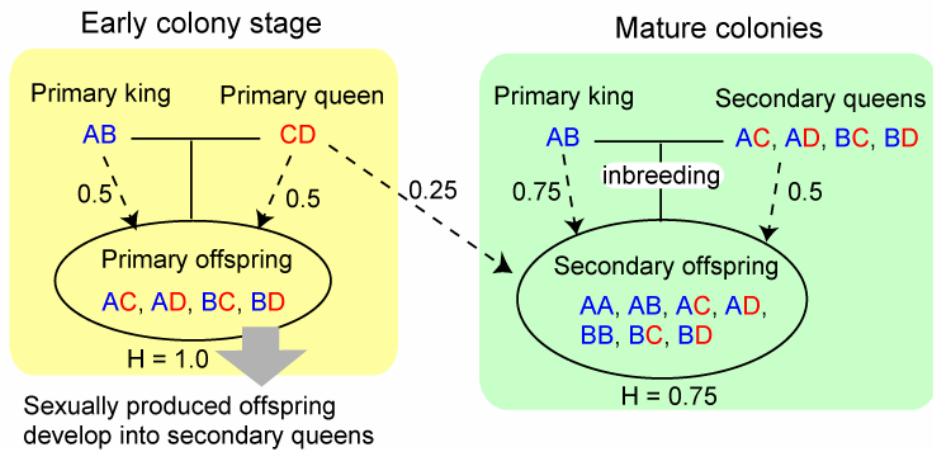 Early colony stage
Primary king
Primary queen
AB
CD
0.5
0.5
Primary offspring
AC, AD, BC, BD
H = 1.0
Sexually produced offspring
develop into secondary queens
0.25
Mature colonies
Primary king
Secondary queens
AB
AC, AD, BC, BD
inbreeding
0.75
0.5
Secondary offspring
AA, AB, AC, AD,
BB, BC, BD
H = 0.75